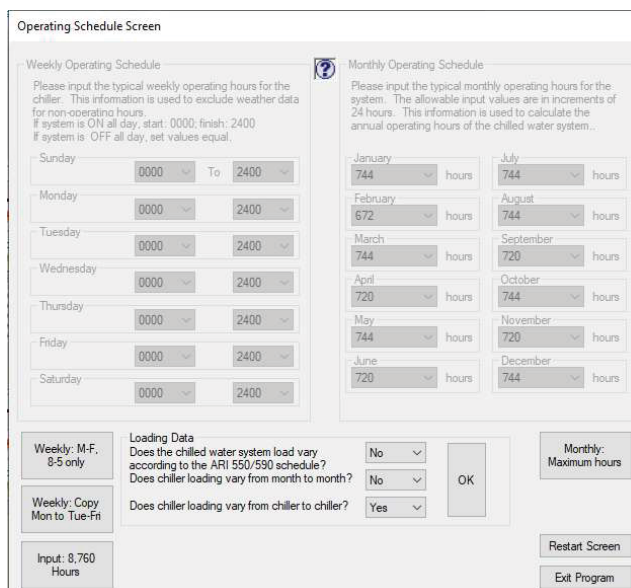 Operating Schedule Screen
Weekly Operating Schedule
Please input the typical weekly operating hours for the
chiller. This information is used to exclude weather data
for non-operating hours.
If system is ON all day, start: 0000; finish: 2400
If system is OFF all day, set values equal.
Sunday
0000 To 2400
Monday
0000 2400
Tuesday
0000 2400
Wednesday
0000 2400
Thursday
0000 2400
Friday
0000 2400
Saturday
0000 2400
?
Monthly Operating Schedule
Please input the typical monthly operating hours for the
system. The allowable input values are in increments of
24 hours. This information is used to calculate the
annual operating hours of the chilled water system..
January
744 hours
February
672 hours
March
744 hours
April
720 hours
May
744 hours
June
720 hours
July
744 hours
August
744 hours
September
720 hours
October
744 hours
November
720 hours
December
744 hours
Weekly: M-F,
8-5 only
Weekly: Copy
Mon to Tue-Fri
Input: 8,760
Hours
Loading Data
Does the chilled water system load vary
according to the ARI 550/590 schedule?
No
Does chiller loading vary from month to month?
No
Does chiller loading vary from chiller to chiller?
Yes
OK
Monthly:
Maximum hours
Restart Screen
Exit Program